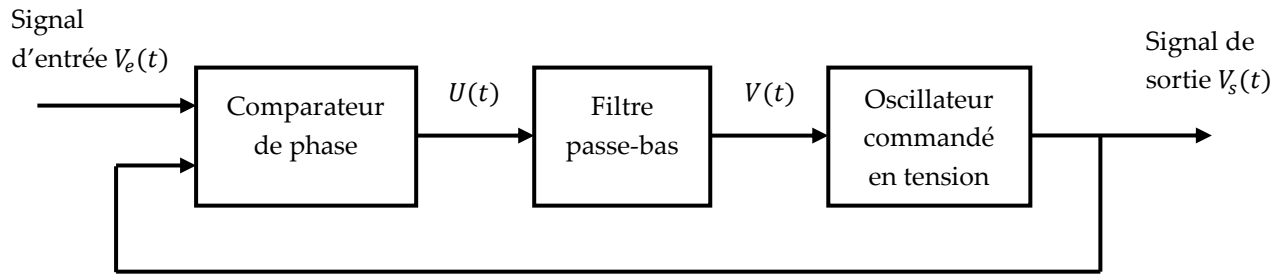 Signal
d’entrée V_e(t)
Comparateur
de phase
U(t)
Filtre
passe-bas
V(t)
Oscillateur
commandé
en tension
Signal de
sortie V_s(t)